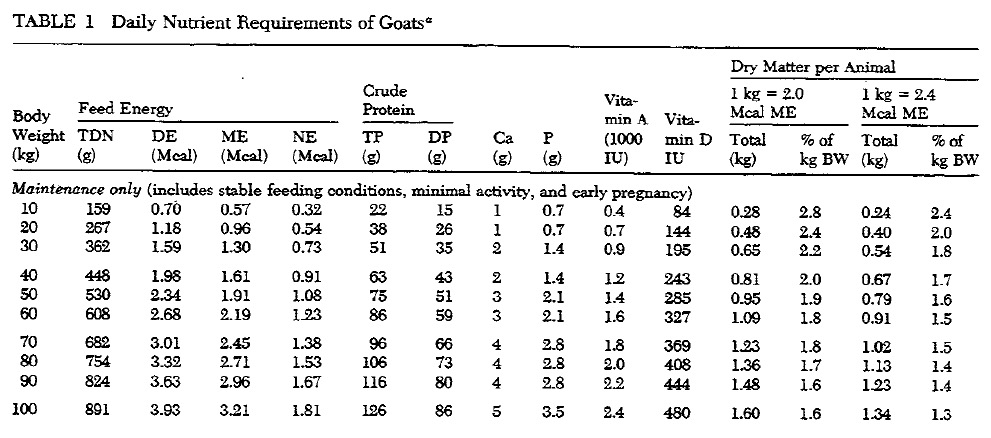 TABLE 1 Daily Nutrient Requirements of Goatsᵃ
Dry Matter per Animal
Crude 1 kg = 2.0 1 kg = 2.4
Feed Energy Protein Vita- Mcal ME Mcal ME
Body min A Vita-
Weight TDN DE ME NE TP DP Ca P (1000 min D Total % of Total % of
(kg) (g) (Mcal) (Mcal) (Mcal) (g) (g) (g) (g) IU) IU (kg) kg BW (kg) kg BW
Maintenance only (includes stable feeding conditions, minimal activity, and early pregnancy)
10 159 0.70 0.57 0.32 22 15 1 0.7 0.4 84 0.28 2.8 0.24 2.4
20 267 1.18 0.96 0.54 38 26 1 0.7 0.7 144 0.48 2.4 0.40 2.0
30 362 1.59 1.30 0.73 51 35 2 1.4 0.9 195 0.65 2.2 0.54 1.8
40 448 1.98 1.61 0.91 63 43 2 1.4 1.2 243 0.81 2.0 0.67 1.7
50 530 2.34 1.91 1.08 75 51 3 2.1 1.4 285 0.95 1.9 0.79 1.6
60 608 2.68 2.19 1.23 86 59 3 2.1 1.6 327 1.09 1.8 0.91 1.5
70 682 3.01 2.45 1.38 96 66 4 2.8 1.8 369 1.23 1.8 1.02 1.5
80 754 3.32 2.71 1.53 106 73 4 2.8 2.0 408 1.36 1.7 1.13 1.4
90 824 3.63 2.96 1.67 116 80 4 2.8 2.2 444 1.48 1.6 1.23 1.4
100 891 3.93 3.21 1.81 126 86 5 3.5 2.4 480 1.60 1.6 1.34 1.3